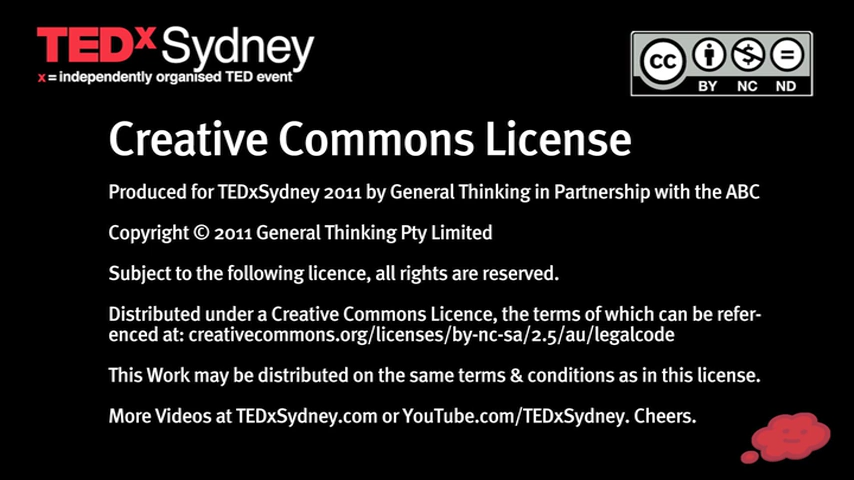 TEDxSydney
x = independently organised TED event
CC
BY NC ND
Creative Commons License
Produced for TEDxSydney 2011 by General Thinking in Partnership with the ABC
Copyright © 2011 General Thinking Pty Limited
Subject to the following licence, all rights are reserved.
Distributed under a Creative Commons Licence, the terms of which can be refer-
enced at: creativecommons.org/licenses/by-nc-sa/2.5/au/legalcode
This Work may be distributed on the same terms & conditions as in this license.
More Videos at TEDxSydney.com or YouTube.com/TEDxSydney. Cheers.